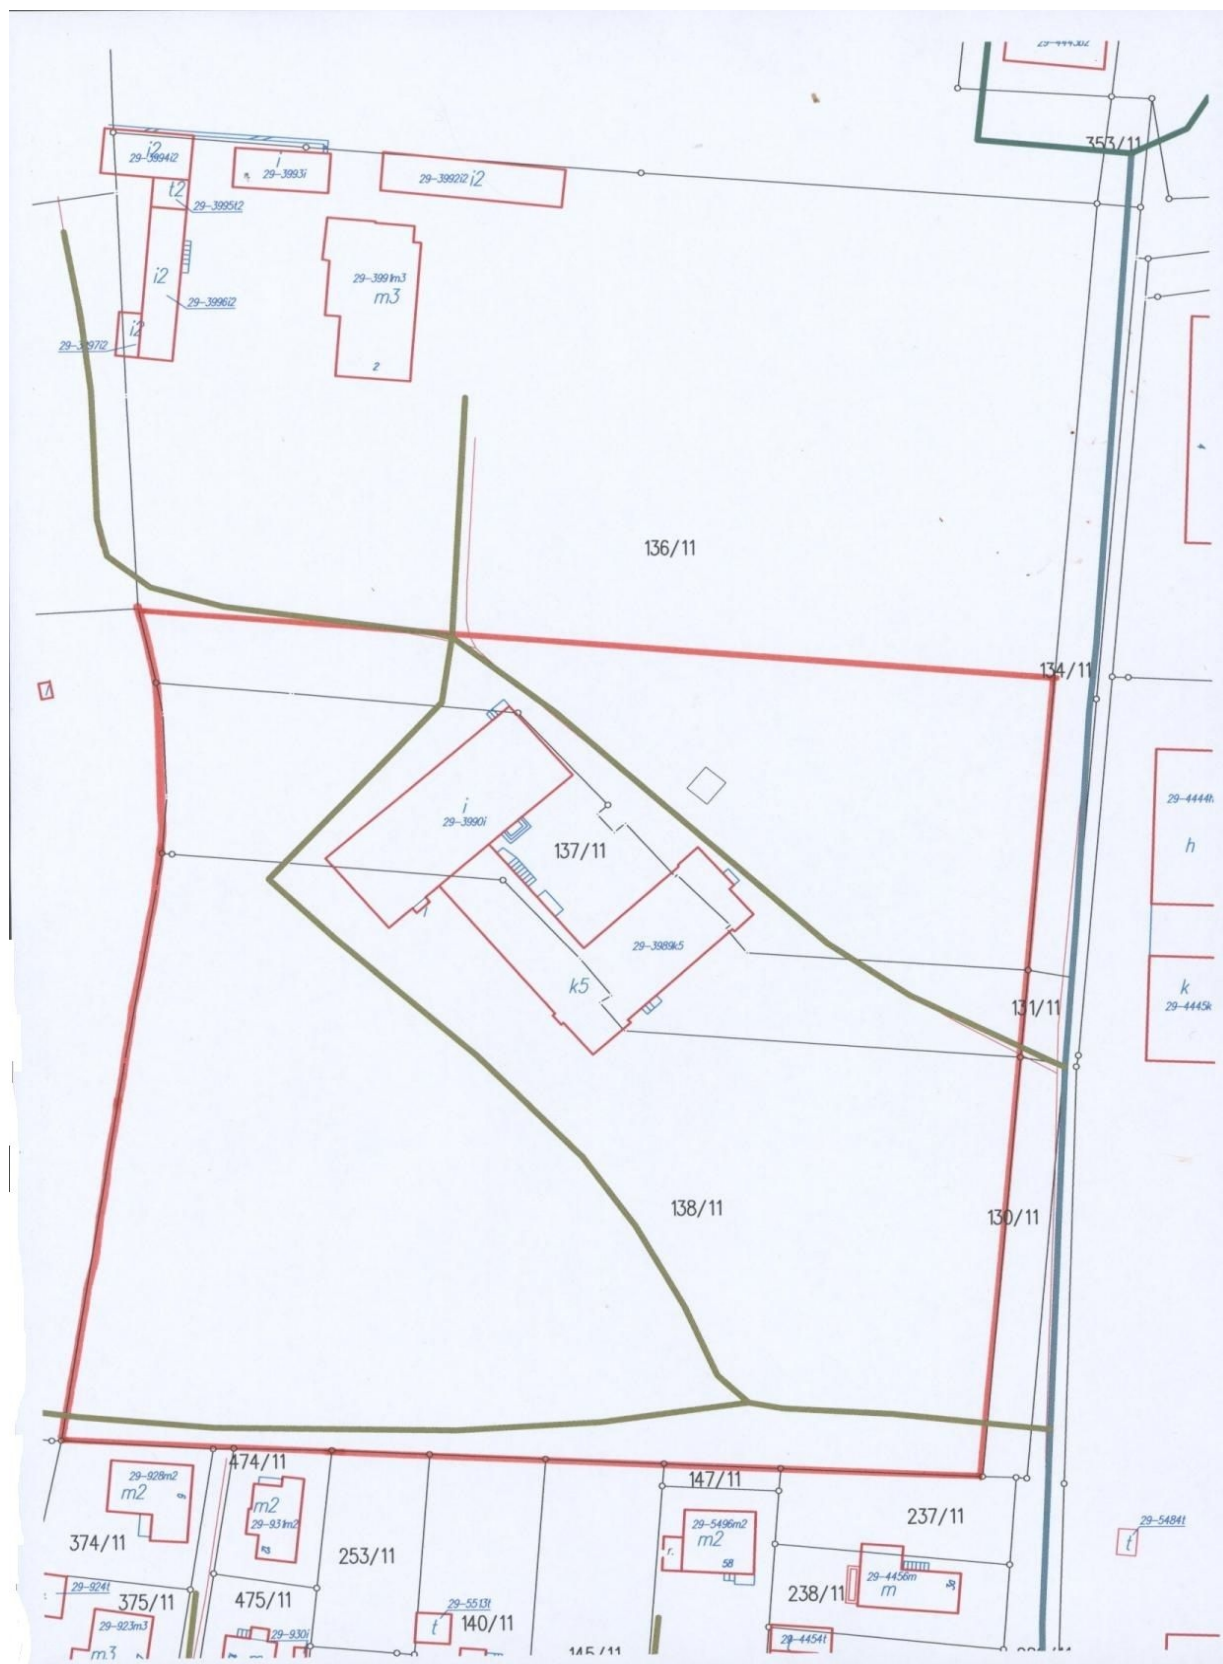 353/11
i2
29-3994i2
i
29-3993i
29-3992i2 i2
t2
29-3995t2
i2
29-3996i2
29-3991m3
m3
2
i2
136/11
134/11
29-4444h
h
i
29-3990i
137/11
29-3989k5
k5
k
29-4445k
131/11
138/11
130/11
474/11
147/11
29-928m2
m2
m2
29-931m2
29-5496m2
m2
58
r.
237/11
29-5484t
t
374/11
253/11
29-4456m
m
29-924t
375/11
475/11
238/11
29-5513t
t
140/11
29-923m3
m3
29-930i
29-4454t
145/11